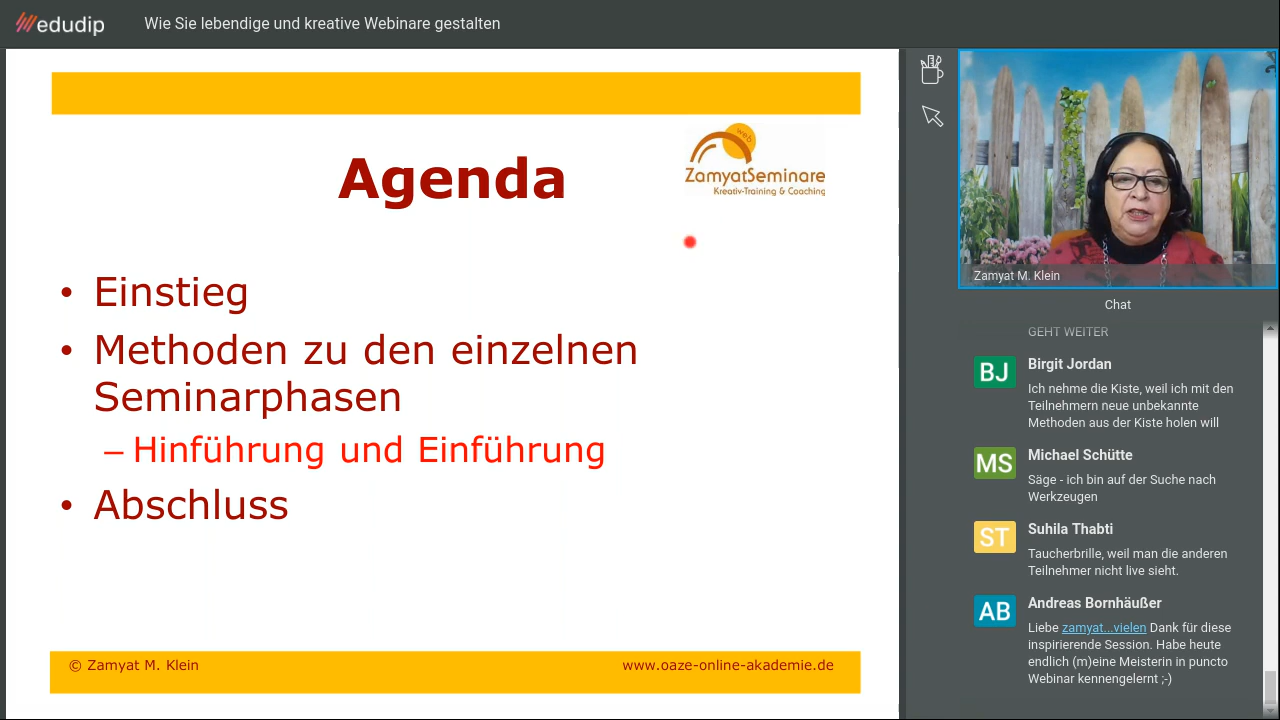 edudip
Wie Sie lebendige und kreative Webinare gestalten
Agenda
web
ZamyatSeminare
Kreativ-Training & Coaching
• Einstieg
• Methoden zu den einzelnen
Seminarphasen
– Hinführung und Einführung
• Abschluss
© Zamyat M. Klein
www.oaze-online-akademie.de
Zamyat M. Klein
Chat
GEHT WEITER
BJ
Birgit Jordan
Ich nehme die Kiste, weil ich mit den
Teilnehmern neue unbekannte
Methoden aus der Kiste holen will
MS
Michael Schütte
Säge - ich bin auf der Suche nach
Werkzeugen
ST
Suhila Thabti
Taucherbrille, weil man die anderen
Teilnehmer nicht live sieht.
AB
Andreas Bornhäußer
Liebe zamyat...vielen Dank für diese
inspirierende Session. Habe heute
endlich (m)eine Meisterin in puncto
Webinar kennengelernt ;-)